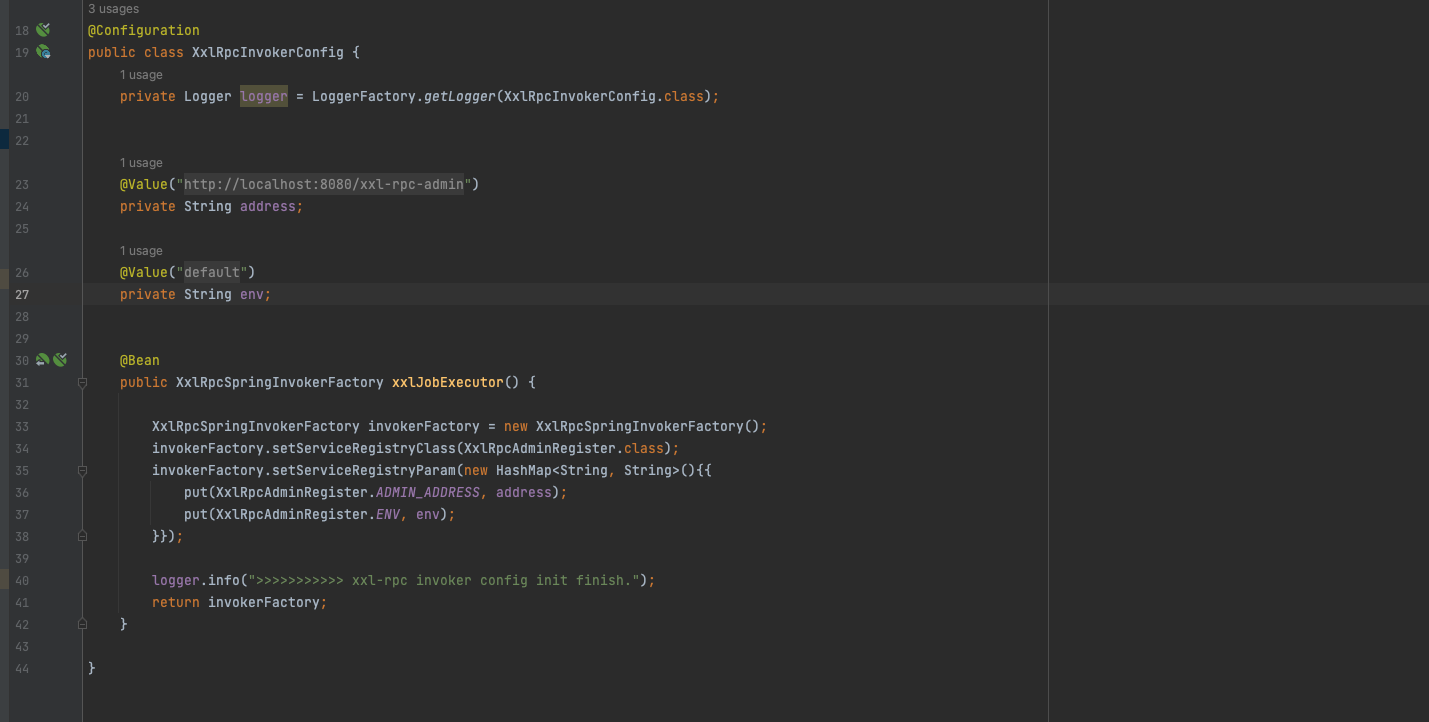 3 usages
18 @Configuration
19 public class XxlRpcInvokerConfig {
1 usage
20 private Logger logger = LoggerFactory.getLogger(XxlRpcInvokerConfig.class);
21
22
1 usage
23 @Value("http://localhost:8080/xxl-rpc-admin")
24 private String address;
25
1 usage
26 @Value("default")
27 private String env;
28
29
30 @Bean
31 public XxlRpcSpringInvokerFactory xxlJobExecutor() {
32
33 XxlRpcSpringInvokerFactory invokerFactory = new XxlRpcSpringInvokerFactory();
34 invokerFactory.setServiceRegistryClass(XxlRpcAdminRegister.class);
35 invokerFactory.setServiceRegistryParam(new HashMap<String, String>(){{
36 put(XxlRpcAdminRegister.ADMIN_ADDRESS, address);
37 put(XxlRpcAdminRegister.ENV, env);
38 }});
39
40 logger.info(">>>>>>>>>>> xxl-rpc invoker config init finish.");
41 return invokerFactory;
42 }
43
44 }